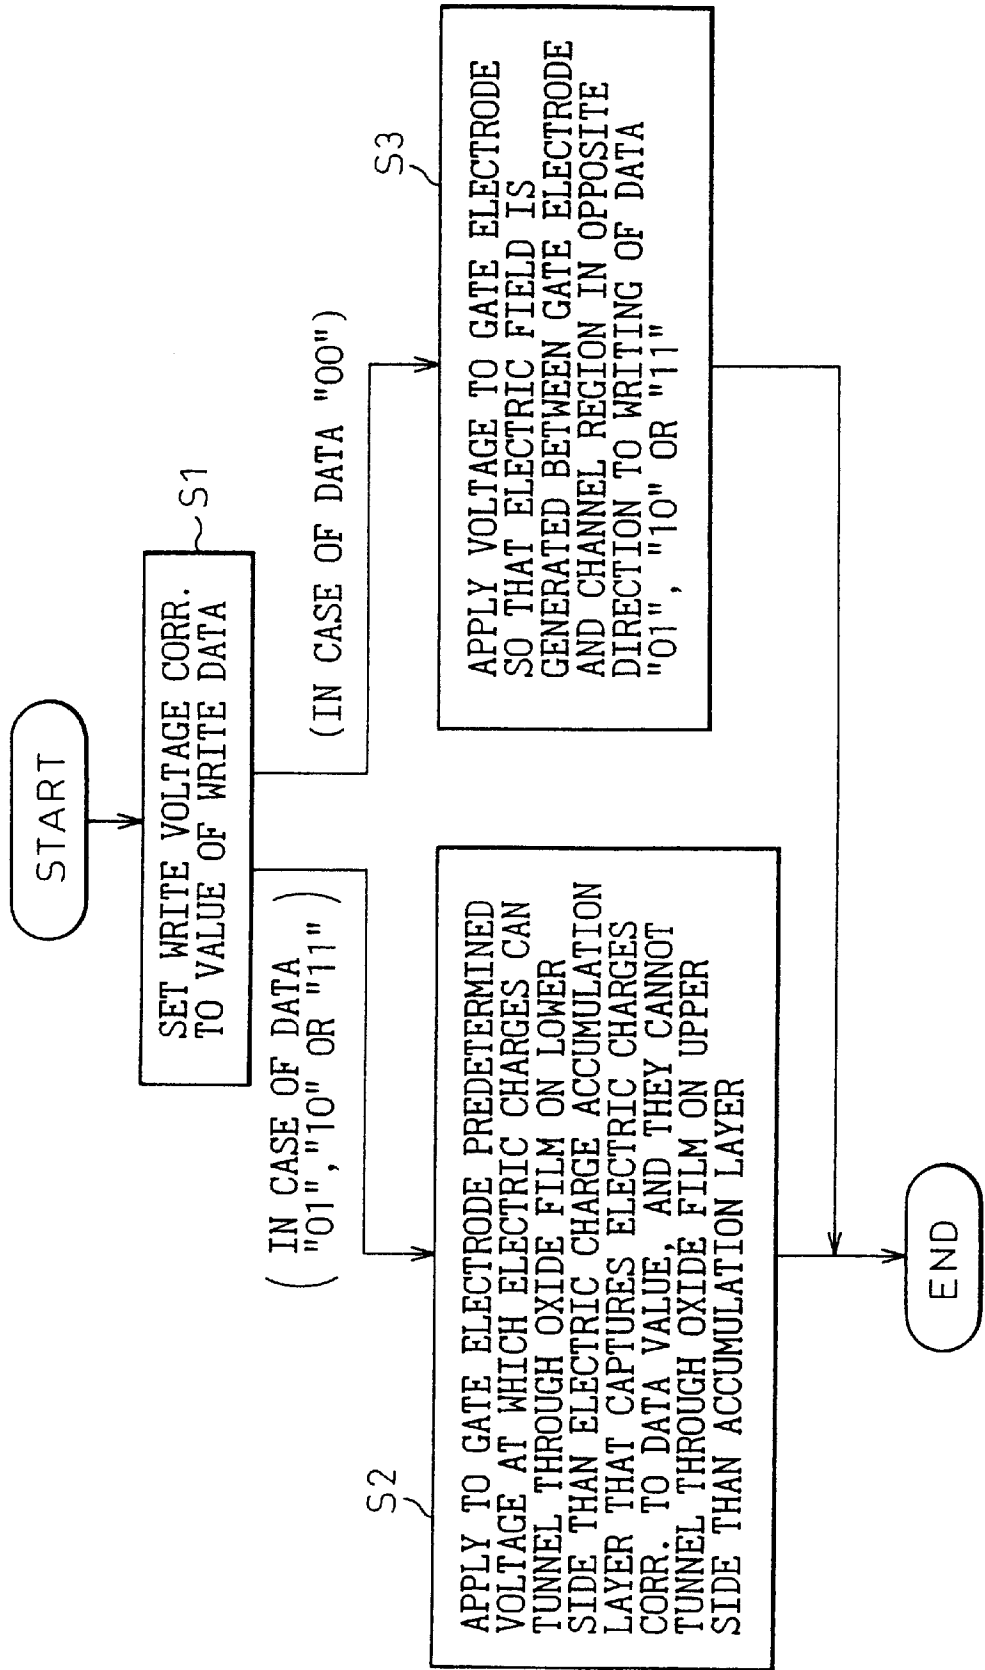 START
SET WRITE VOLTAGE CORR.
TO VALUE OF WRITE DATA
S1
(IN CASE OF DATA
"01","10" OR "11")
(IN CASE OF DATA "00")
S2
APPLY TO GATE ELECTRODE PREDETERMINED
VOLTAGE AT WHICH ELECTRIC CHARGES CAN
TUNNEL THROUGH OXIDE FILM ON LOWER
SIDE THAN ELECTRIC CHARGE ACCUMULATION
LAYER THAT CAPTURES ELECTRIC CHARGES
CORR. TO DATA VALUE, AND THEY CANNOT
TUNNEL THROUGH OXIDE FILM ON UPPER
SIDE THAN ACCUMULATION LAYER
S3
APPLY VOLTAGE TO GATE ELECTRODE
SO THAT ELECTRIC FIELD IS
GENERATED BETWEEN GATE ELECTRODE
AND CHANNEL REGION IN OPPOSITE
DIRECTION TO WRITING OF DATA
"01", "10" OR "11"
END